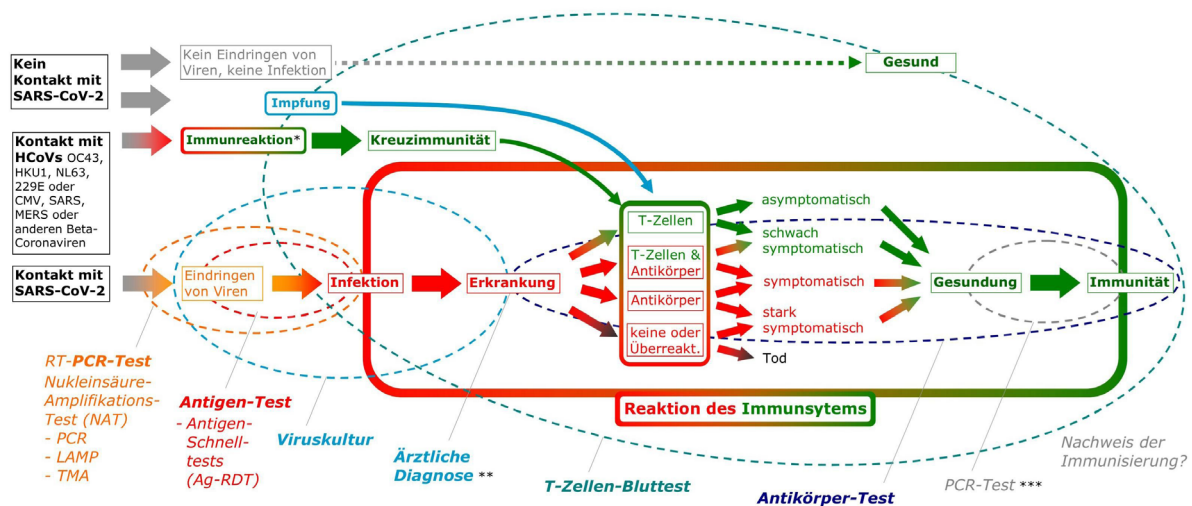 Kein
Kontakt mit
SARS-CoV-2
Kein Eindringen von
Viren, keine Infektion
Gesund
Impfung
Kontakt mit
HCoVs OC43,
HKU1, NL63,
229E oder
CMV, SARS,
MERS oder
anderen Beta-
Coronaviren
Immunreaktion*
Kreuzimmunität
Kontakt mit
SARS-CoV-2
Eindringen
von Viren
Infektion
Erkrankung
T-Zellen
T-Zellen &
Antikörper
Antikörper
keine oder
Überreakt.
asymptomatisch
schwach
symptomatisch
symptomatisch
stark
symptomatisch
Tod
Gesundung
Immunität
Reaktion des Immunsytems
RT-PCR-Test
Nukleinsäure-
Amplifikations-
Test (NAT)
- PCR
- LAMP
- TMA
Antigen-Test
- Antigen-
Schnell-
tests
(Ag-RDT)
Viruskultur
Ärztliche
Diagnose **
T-Zellen-Bluttest
Antikörper-Test
PCR-Test ***
Nachweis der
Immunisierung?